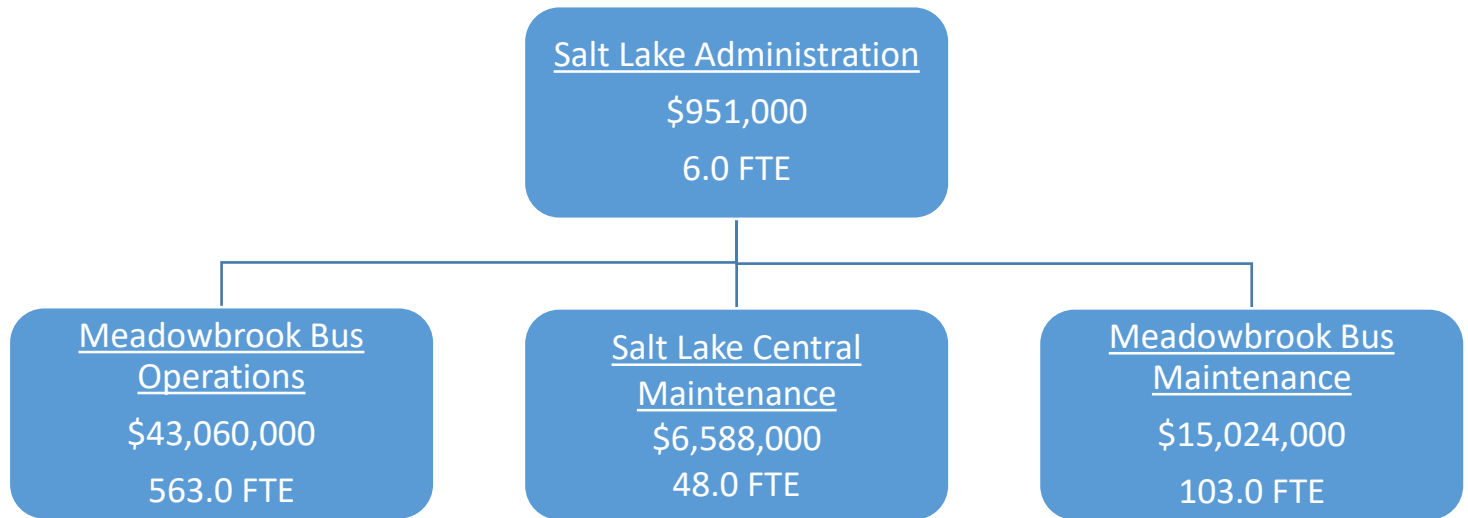 Salt Lake Administration
$951,000
6.0 FTE
Meadowbrook Bus
Operations
$43,060,000
563.0 FTE
Salt Lake Central
Maintenance
$6,588,000
48.0 FTE
Meadowbrook Bus
Maintenance
$15,024,000
103.0 FTE